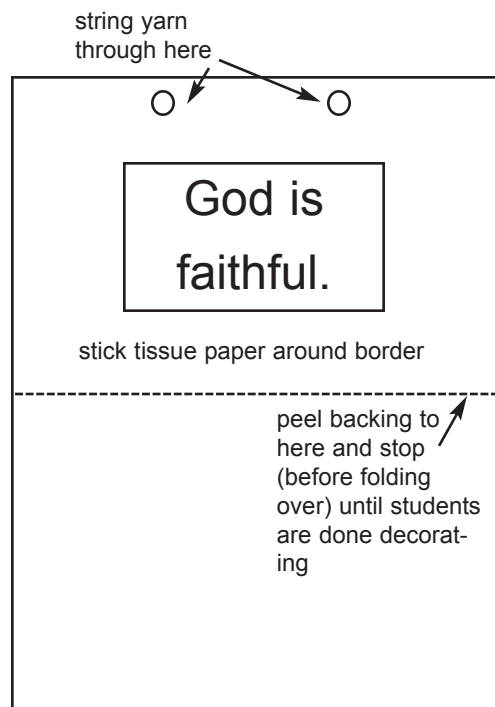 string yarn
through here
God is
faithful.
stick tissue paper around border
peel backing to
here and stop
(before folding
over) until students
are done decorat-
ing